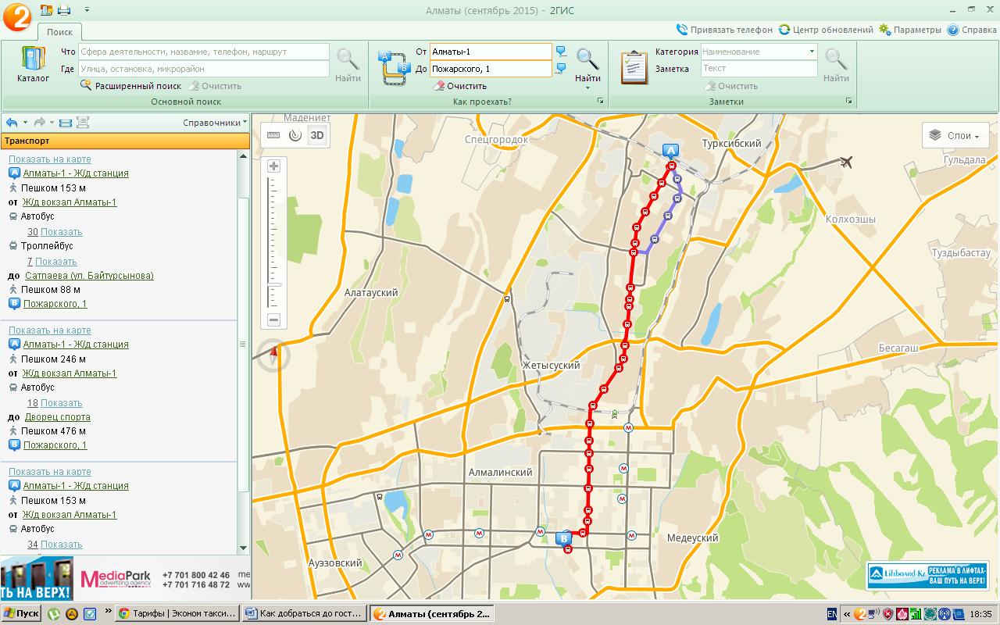 Алматы (сентябрь 2015) - 2ГИС
Поиск
Привязать телефон
Центр обновлений
Параметры
Справка
Каталог
Что
Сфера деятельности, название, телефон, маршрут
Где
Улица, остановка, микрорайон
Найти
Расширенный поиск
Очистить
Основной поиск
От
Алматы-1
До
Пожарского, 1
Найти
Очистить
Как проехать?
Категория
Наименование
Заметка
Текст
Найти
Очистить
Заметки
Справочники
Транспорт
Показать на карте
A Алматы-1 - Ж/д станция
Пешком 153 м
от Ж/д вокзал Алматы-1
Автобус
30 Показать
Троллейбус
7 Показать
до Сатпаева (ул. Байтурсынова)
Пешком 88 м
B Пожарского, 1
Показать на карте
A Алматы-1 - Ж/д станция
Пешком 246 м
от Ж/д вокзал Алматы-1
Автобус
18 Показать
до Дворец спорта
Пешком 476 м
B Пожарского, 1
Показать на карте
A Алматы-1 - Ж/д станция
Пешком 153 м
от Ж/д вокзал Алматы-1
Автобус
34 Показать
ТЬ НА ВЕРХ!
MediaPark
advertizing agency
+7 701 800 42 46
+7 701 716 48 72
me
ww
3D
Слои
Мадениет
Спецгородок
Турксибский
Гульдала
Колхозшы
Туздыбастау
Алатауский
Бесагаш
Жетысуский
Алмалинский
Медеуский
Ауэзовский
A
B
M
M
M
M
M
M
M
M
Liftboard-Kz
РЕКЛАМА В ЛИФТАХ-
ВАШ ПУТЬ НА ВЕРХ!
Пуск
»
Тарифы | Эконом такси...
Как добраться до гост...
Алматы (сентябрь 2...
EN
«
18:35